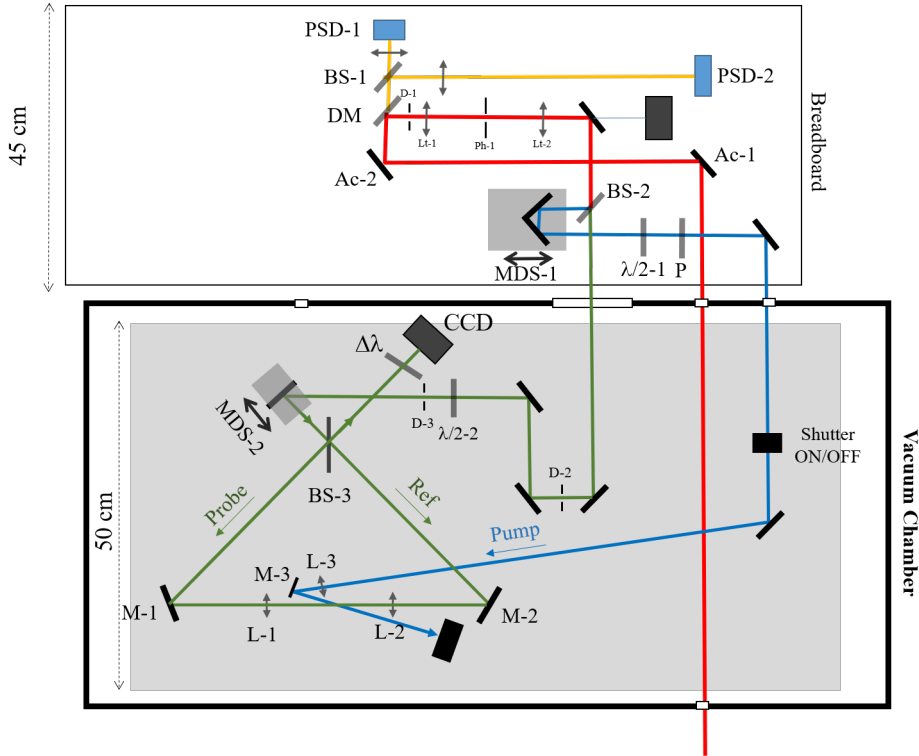 PSD-1
BS-1
PSD-2
DM
D-1
Lt-1
Ph-1
Lt-2
Ac-2
Ac-1
BS-2
MDS-1
λ/2-1
P
Breadboard
45 cm
CCD
Δλ
MDS-2
D-3
λ/2-2
BS-3
D-2
Shutter
ON/OFF
Probe
Ref
Pump
M-3
L-3
M-1
L-1
L-2
M-2
50 cm
Vacuum Chamber